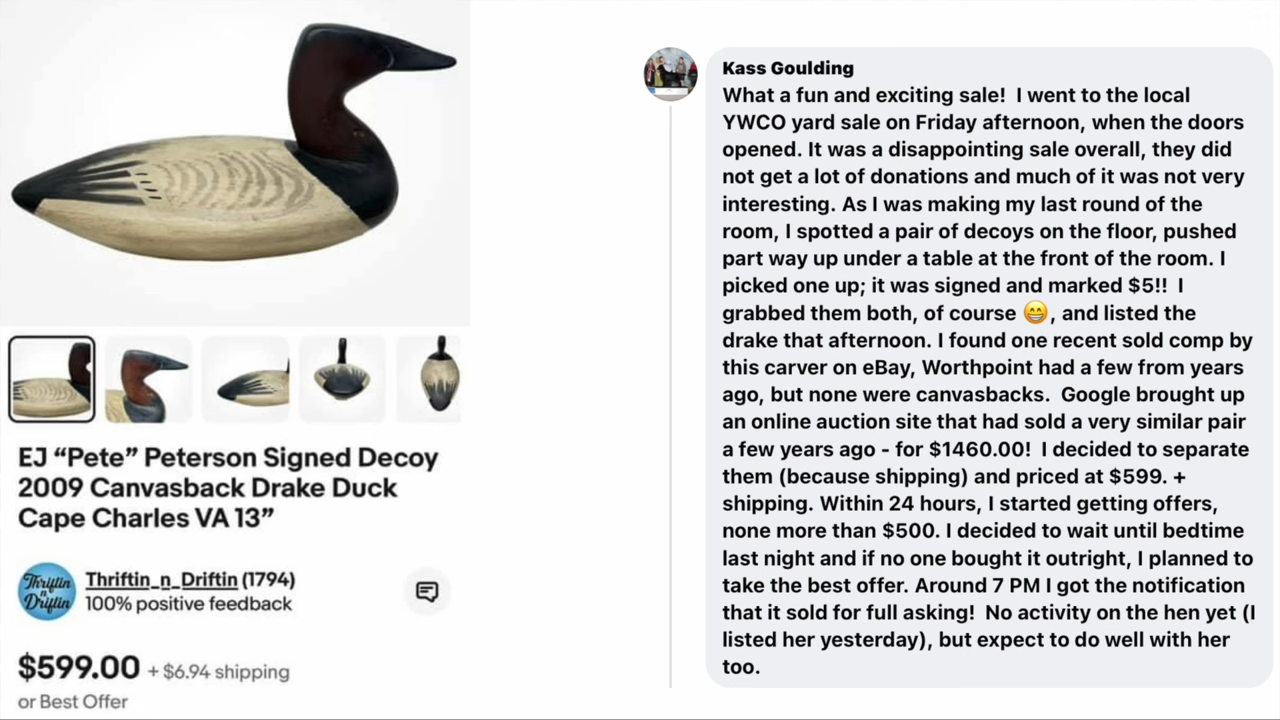 EJ “Pete” Peterson Signed Decoy
2009 Canvasback Drake Duck
Cape Charles VA 13”
Thriftin
n
Driftin
Thriftin_n_Driftin (1794)
100% positive feedback
$599.00 + $6.94 shipping
or Best Offer
Kass Goulding
What a fun and exciting sale!  I went to the local
YWCO yard sale on Friday afternoon, when the doors
opened. It was a disappointing sale overall, they did
not get a lot of donations and much of it was not very
interesting. As I was making my last round of the
room, I spotted a pair of decoys on the floor, pushed
part way up under a table at the front of the room. I
picked one up; it was signed and marked $5!!  I
grabbed them both, of course 😁, and listed the
drake that afternoon. I found one recent sold comp by
this carver on eBay, Worthpoint had a few from years
ago, but none were canvasbacks.  Google brought up
an online auction site that had sold a very similar pair
a few years ago - for $1460.00!  I decided to separate
them (because shipping) and priced at $599. +
shipping. Within 24 hours, I started getting offers,
none more than $500. I decided to wait until bedtime
last night and if no one bought it outright, I planned to
take the best offer. Around 7 PM I got the notification
that it sold for full asking!  No activity on the hen yet (I
listed her yesterday), but expect to do well with her
too.